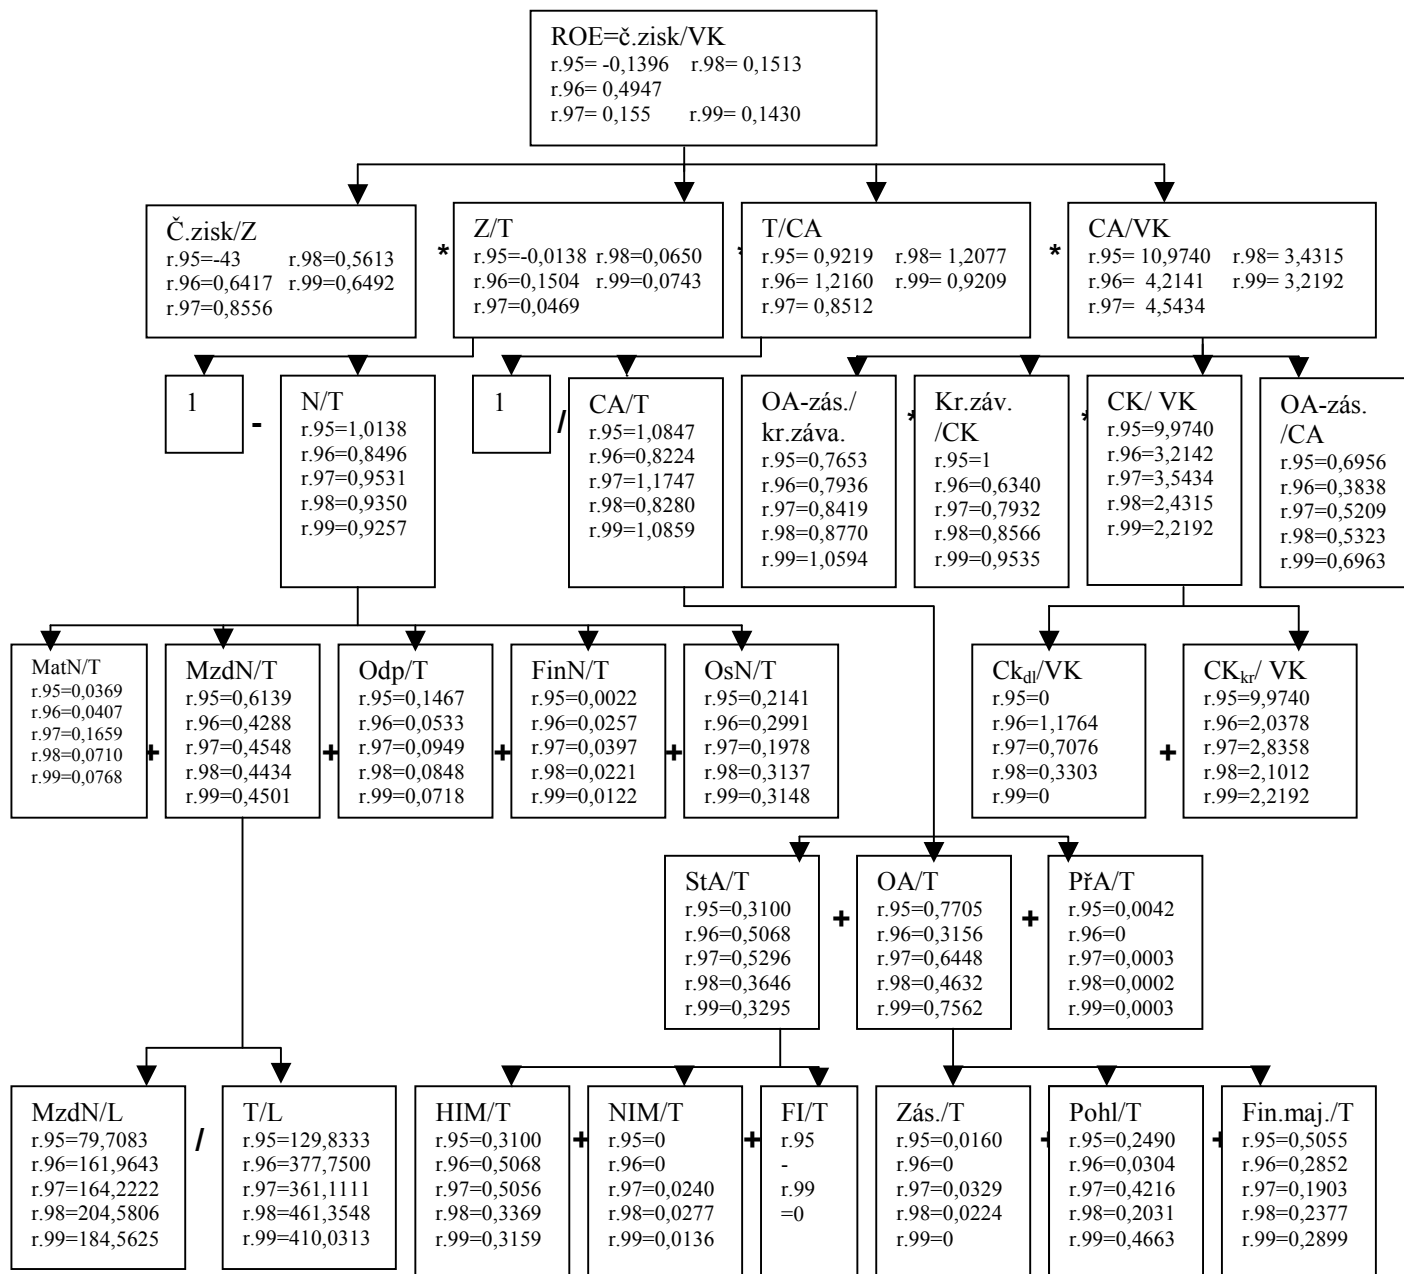 ROE=č.zisk/VK
r.95= -0,1396 r.98= 0,1513
r.96= 0,4947
r.97= 0,155 r.99= 0,1430
Č.zisk/Z
r.95=-43 r.98=0,5613
r.96=0,6417 r.99=0,6492
r.97=0,8556
*
Z/T
r.95=-0,0138 r.98=0,0650
r.96=0,1504 r.99=0,0743
r.97=0,0469
*
T/CA
r.95= 0,9219 r.98= 1,2077
r.96= 1,2160 r.99= 0,9209
r.97= 0,8512
*
CA/VK
r.95= 10,9740 r.98= 3,4315
r.96= 4,2141 r.99= 3,2192
r.97= 4,5434
1
-
N/T
r.95=1,0138
r.96=0,8496
r.97=0,9531
r.98=0,9350
r.99=0,9257
1
/
CA/T
r.95=1,0847
r.96=0,8224
r.97=1,1747
r.98=0,8280
r.99=1,0859
OA-zás./
kr.záva.
r.95=0,7653
r.96=0,7936
r.97=0,8419
r.98=0,8770
r.99=1,0594
*
Kr.záv.
/CK
r.95=1
r.96=0,6340
r.97=0,7932
r.98=0,8566
r.99=0,9535
*
CK/ VK
r.95=9,9740
r.96=3,2142
r.97=3,5434
r.98=2,4315
r.99=2,2192
OA-zás.
/CA
r.95=0,6956
r.96=0,3838
r.97=0,5209
r.98=0,5323
r.99=0,6963
MatN/T
r.95=0,0369
r.96=0,0407
r.97=0,1659
r.98=0,0710
r.99=0,0768
+
MzdN/T
r.95=0,6139
r.96=0,4288
r.97=0,4548
r.98=0,4434
r.99=0,4501
+
Odp/T
r.95=0,1467
r.96=0,0533
r.97=0,0949
r.98=0,0848
r.99=0,0718
+
FinN/T
r.95=0,0022
r.96=0,0257
r.97=0,0397
r.98=0,0221
r.99=0,0122
+
OsN/T
r.95=0,2141
r.96=0,2991
r.97=0,1978
r.98=0,3137
r.99=0,3148
Ckdl/VK
r.95=0
r.96=1,1764
r.97=0,7076
r.98=0,3303
r.99=0
+
CKkr/ VK
r.95=9,9740
r.96=2,0378
r.97=2,8358
r.98=2,1012
r.99=2,2192
StA/T
r.95=0,3100
r.96=0,5068
r.97=0,5296
r.98=0,3646
r.99=0,3295
+
OA/T
r.95=0,7705
r.96=0,3156
r.97=0,6448
r.98=0,4632
r.99=0,7562
+
PřA/T
r.95=0,0042
r.96=0
r.97=0,0003
r.98=0,0002
r.99=0,0003
MzdN/L
r.95=79,7083
r.96=161,9643
r.97=164,2222
r.98=204,5806
r.99=184,5625
/
T/L
r.95=129,8333
r.96=377,7500
r.97=361,1111
r.98=461,3548
r.99=410,0313
HIM/T
r.95=0,3100
r.96=0,5068
r.97=0,5056
r.98=0,3369
r.99=0,3159
+
NIM/T
r.95=0
r.96=0
r.97=0,0240
r.98=0,0277
r.99=0,0136
+
FI/T
r.95
-
r.99
=0
Zás./T
r.95=0,0160
r.96=0
r.97=0,0329
r.98=0,0224
r.99=0
+
Pohl/T
r.95=0,2490
r.96=0,0304
r.97=0,4216
r.98=0,2031
r.99=0,4663
+
Fin.maj./T
r.95=0,5055
r.96=0,2852
r.97=0,1903
r.98=0,2377
r.99=0,2899